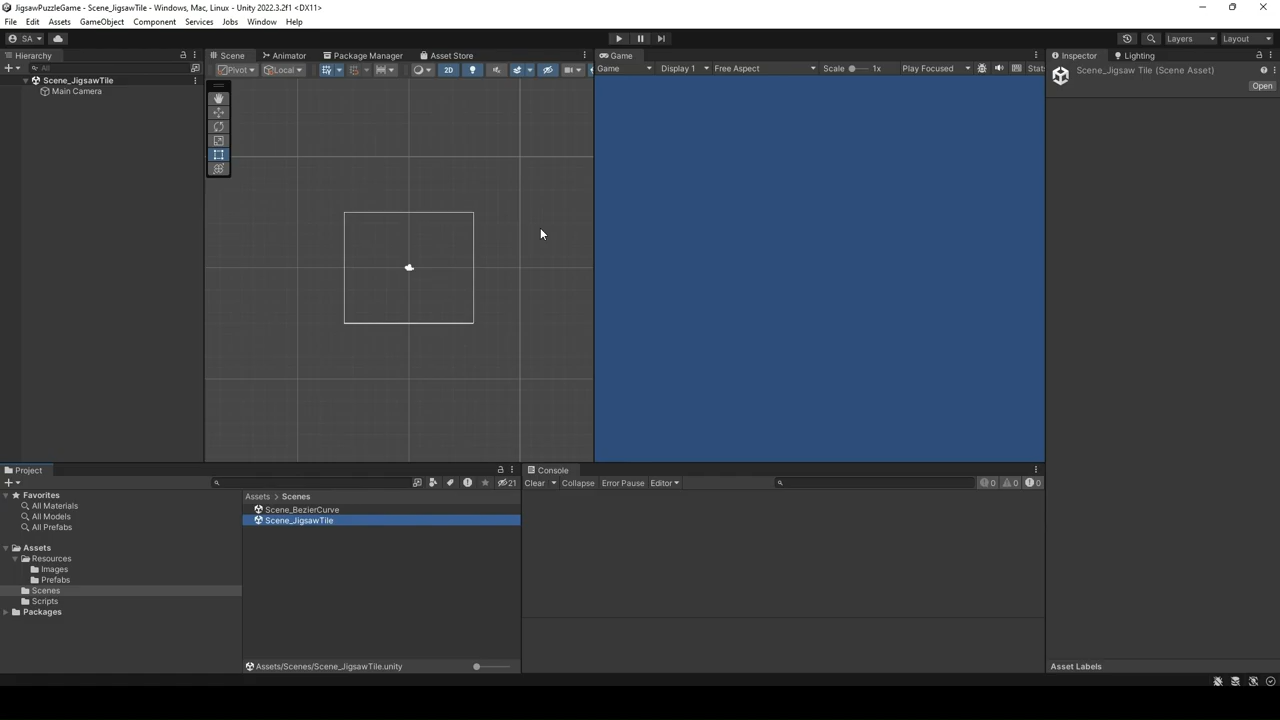 JigsawPuzzleGame - Scene_JigsawTile - Windows, Mac, Linux - Unity 2022.3.2f1 <DX11>
File Edit Assets GameObject Component Services Jobs Window Help
SA Layers Layout
Hierarchy Scene Animator Package Manager Asset Store Game Inspector Lighting
All Pivot Local 2D Game Display 1 Free Aspect Scale 1x Play Focused Stats
Scene_JigsawTile
Main Camera
Scene_Jigsaw Tile (Scene Asset)
Open
Project Console
21 Clear Collapse Error Pause Editor 0 0 0
Favorites
All Materials
All Models
All Prefabs
Assets
Resources
Images
Prefabs
Scenes
Scripts
Packages
Assets > Scenes
Scene_BezierCurve
Scene_JigsawTile
Assets/Scenes/Scene_JigsawTile.unity
Asset Labels